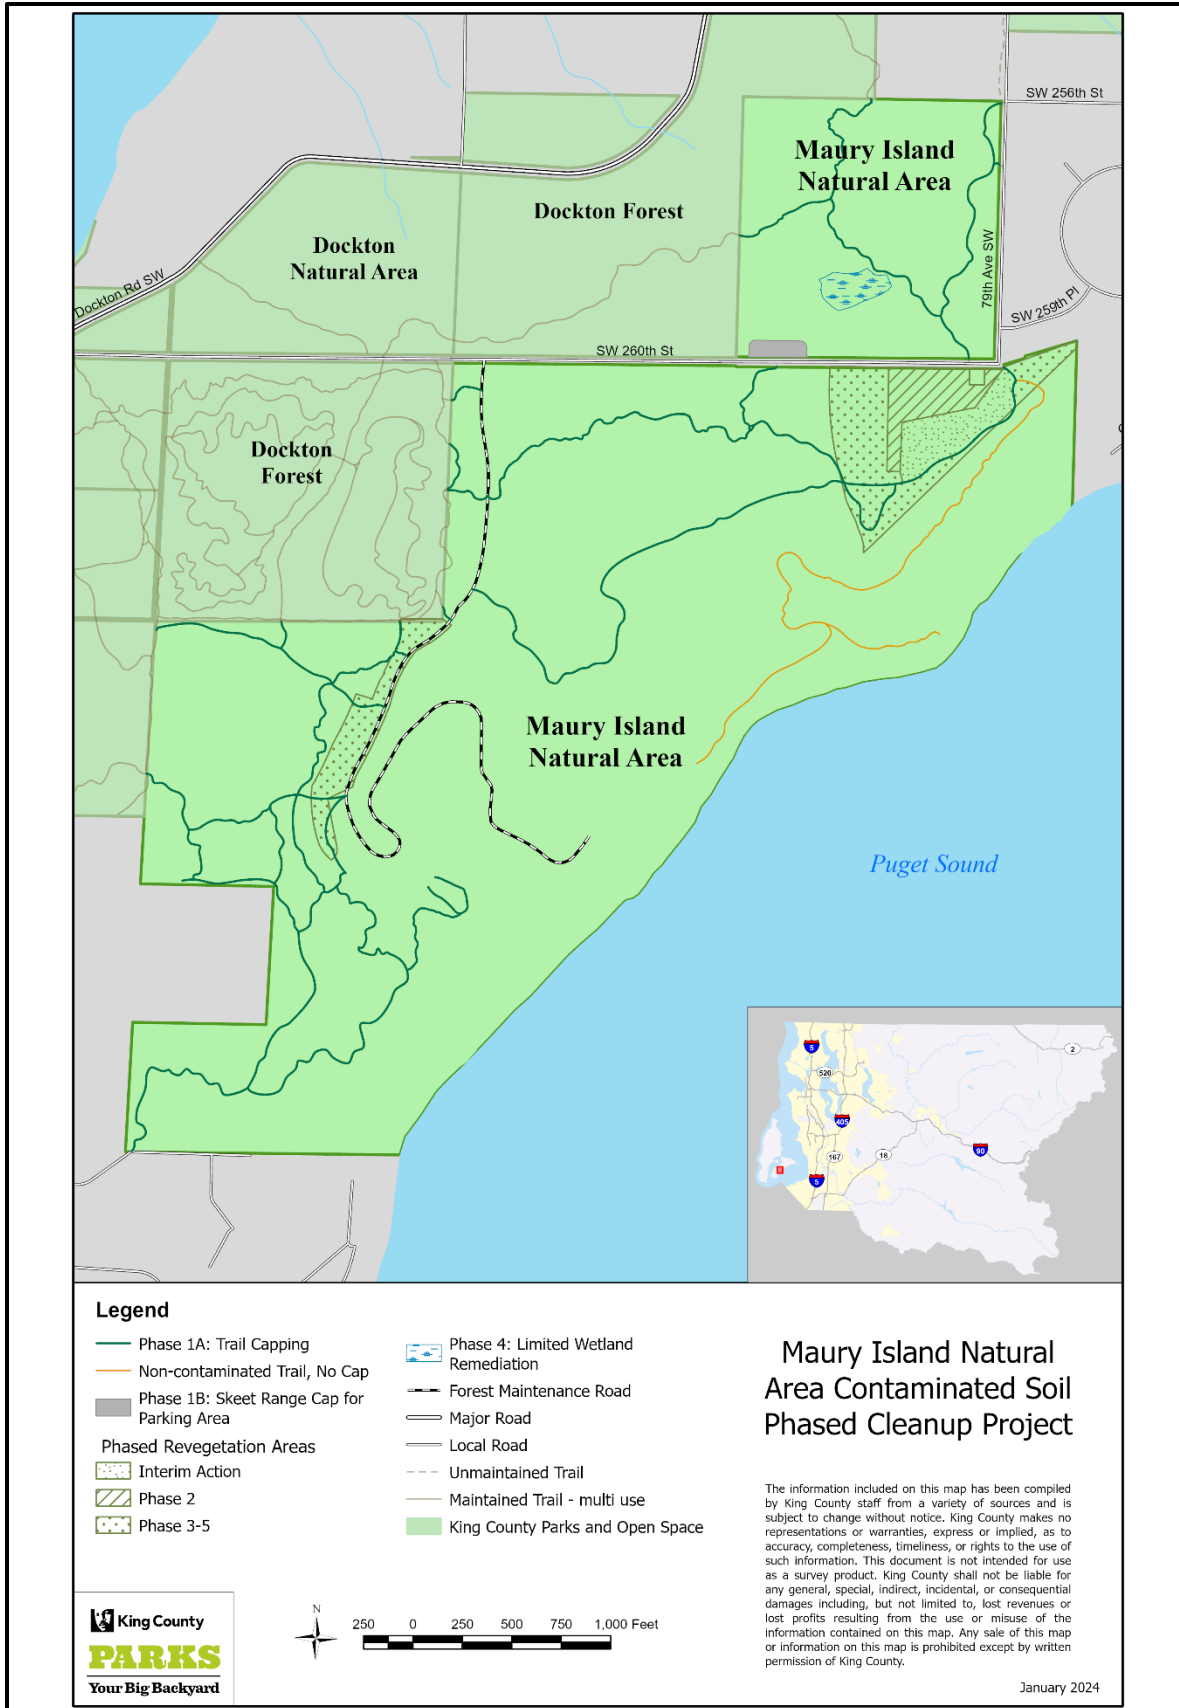 SW 256th St
Maury Island
Natural Area
Dockton Forest
Dockton
Natural Area
79th Ave SW
Dockton Rd SW
SW 259th Pl
SW 260th St
Dockton
Forest
Maury Island
Natural Area
Puget Sound
5
2
520
405
90
167
18
5
Legend
Phase 1A: Trail Capping
Non-contaminated Trail, No Cap
Phase 1B: Skeet Range Cap for
Parking Area
Phased Revegetation Areas
Interim Action
Phase 2
Phase 3-5
Phase 4: Limited Wetland
Remediation
Forest Maintenance Road
Major Road
Local Road
Unmaintained Trail
Maintained Trail - multi use
King County Parks and Open Space
Maury Island Natural
Area Contaminated Soil
Phased Cleanup Project
The information included on this map has been compiled
by King County staff from a variety of sources and is
subject to change without notice. King County makes no
representations or warranties, express or implied, as to
accuracy, completeness, timeliness, or rights to the use of
such information. This document is not intended for use
as a survey product. King County shall not be liable for
any general, special, indirect, incidental, or consequential
damages including, but not limited to, lost revenues or
lost profits resulting from the use or misuse of the
information contained on this map. Any sale of this map
or information on this map is prohibited except by written
permission of King County.
King County
PARKS
Your Big Backyard
N
250 0 250 500 750 1,000 Feet
January 2024